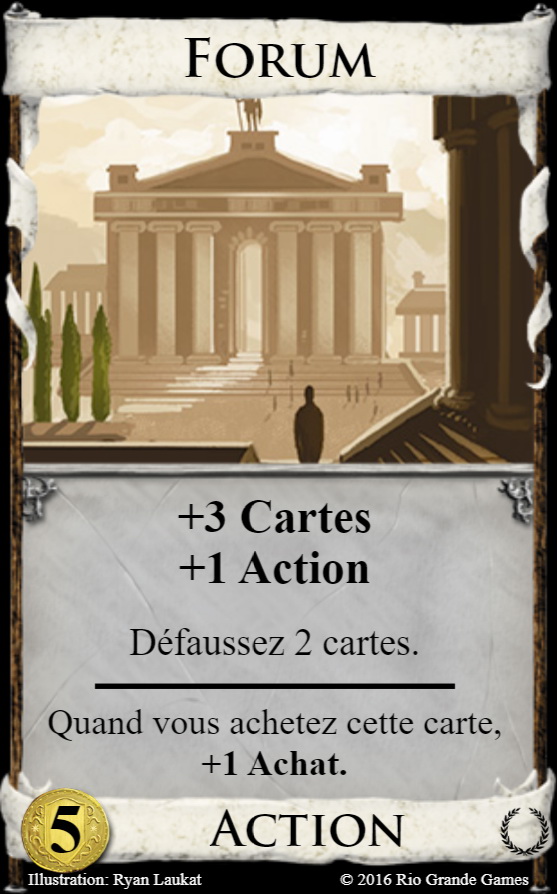 Forum
+3 Cartes
+1 Action
Défaussez 2 cartes.
Quand vous achetez cette carte,
+1 Achat.
5
Action
Illustration: Ryan Laukat © 2016 Rio Grande Games